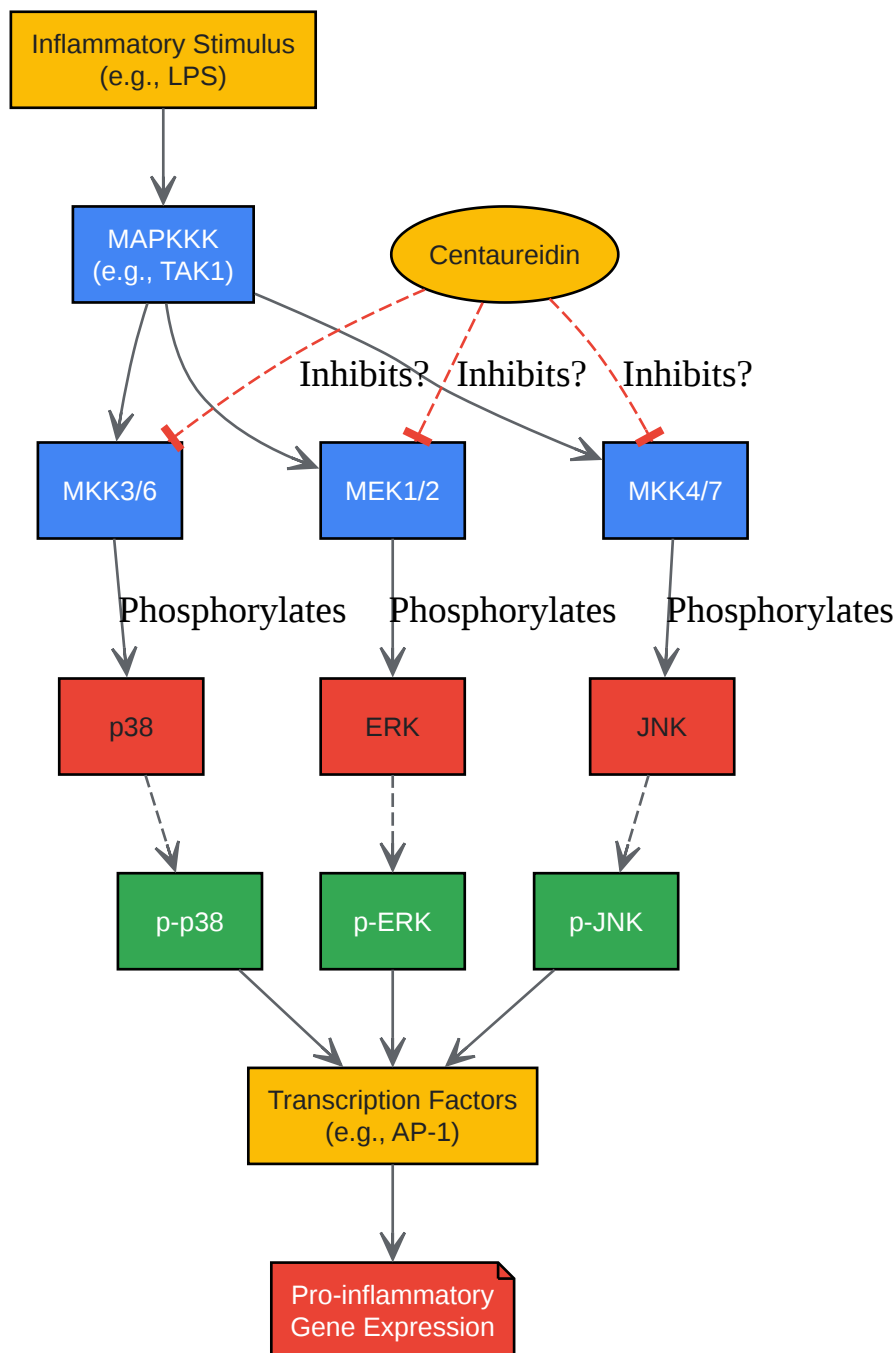 Inflammatory Stimulus
(e.g., LPS)
MAPKKK
(e.g., TAK1)
Centaureidin
Inhibits?
Inhibits?
Inhibits?
MKK3/6
MEK1/2
MKK4/7
Phosphorylates
Phosphorylates
Phosphorylates
p38
ERK
JNK
p-p38
p-ERK
p-JNK
Transcription Factors
(e.g., AP-1)
Pro-inflammatory
Gene Expression